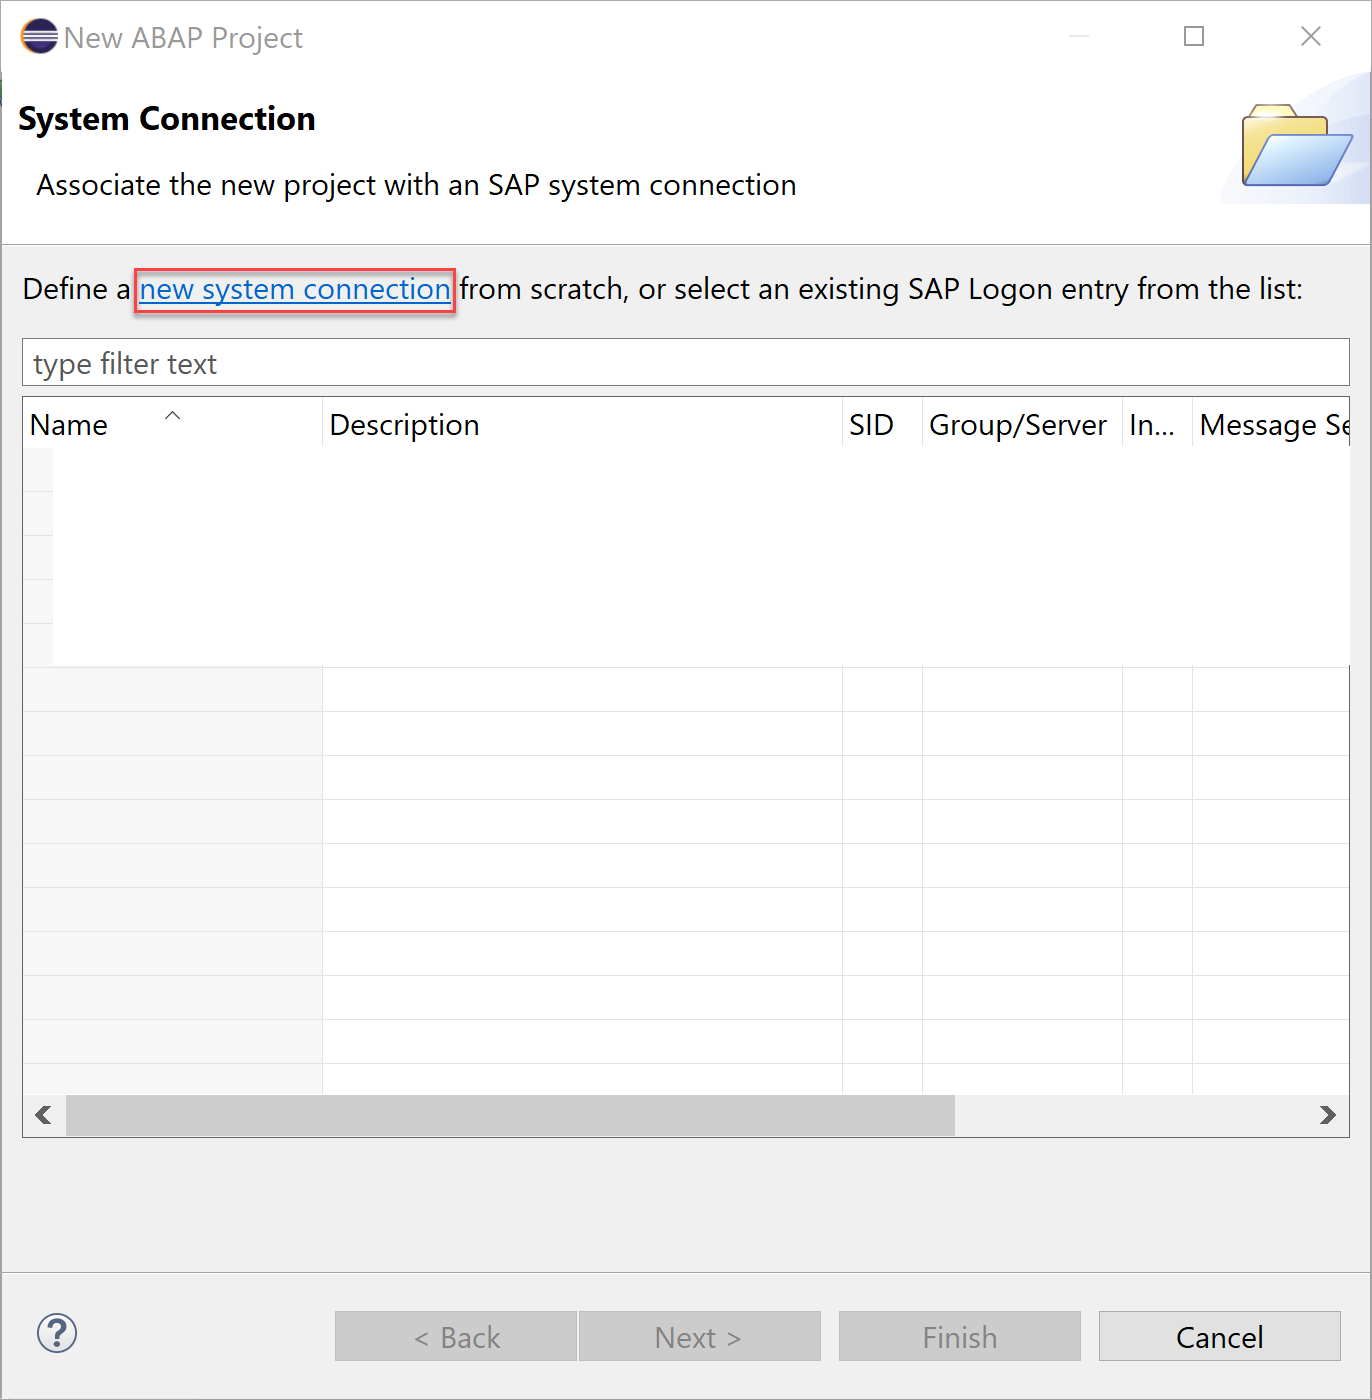 New ABAP Project
System Connection
Associate the new project with an SAP system connection
Define a new system connection from scratch, or select an existing SAP Logon entry from the list:
type filter text
Name Description SID Group/Server In... Message Se
< Back Next > Finish Cancel